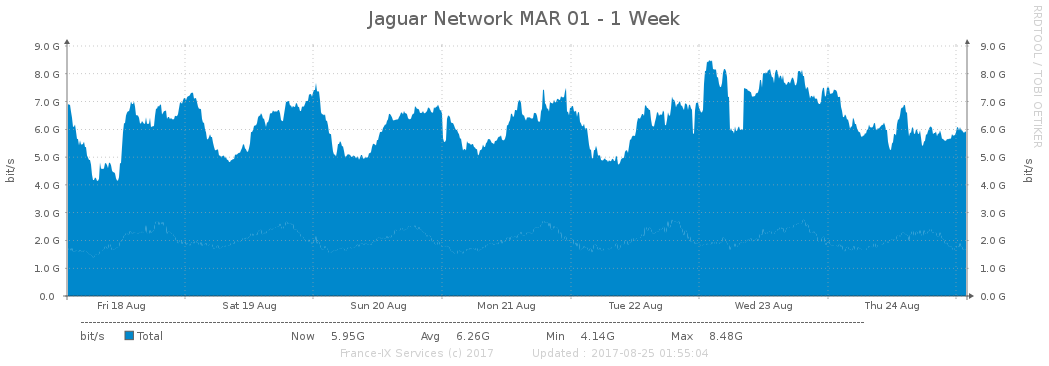 Jaguar Network MAR 01 - 1 Week
RRDTOOL / TOBI OETIKER
9.0 G 9.0 G
8.0 G 8.0 G
7.0 G 7.0 G
6.0 G 6.0 G
5.0 G 5.0 G
4.0 G 4.0 G
3.0 G 3.0 G
2.0 G 2.0 G
1.0 G 1.0 G
0.0 0.0 G
bit/s
bit/s
Fri 18 Aug Sat 19 Aug Sun 20 Aug Mon 21 Aug Tue 22 Aug Wed 23 Aug Thu 24 Aug
bit/s Total Now 5.95G Avg 6.26G Min 4.14G Max 8.48G
France-IX Services (c) 2017 Updated : 2017-08-25 01:55:04